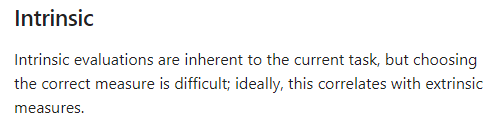 Intrinsic
Intrinsic evaluations are inherent to the current task, but choosing
the correct measure is difficult; ideally, this correlates with extrinsic
measures.